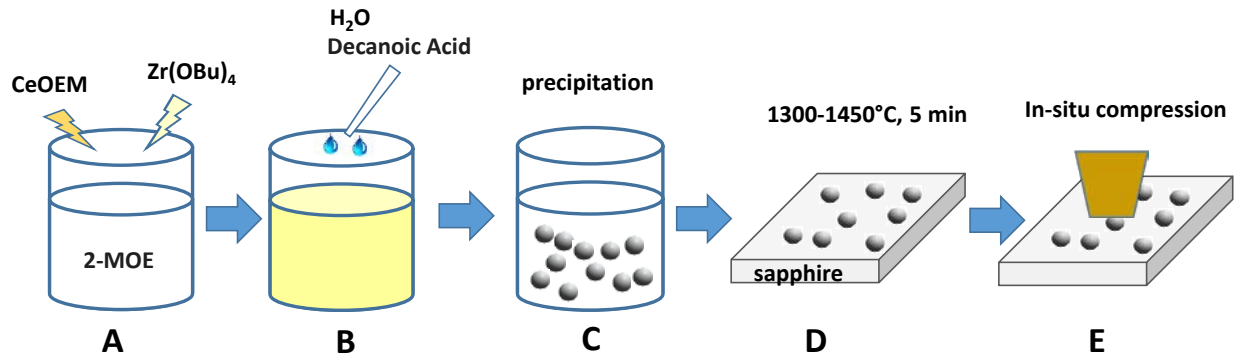 CeOEM
Zr(OBu)₄
2-MOE
A
H₂O
Decanoic Acid
B
precipitation
C
1300-1450°C, 5 min
sapphire
D
In-situ compression
E